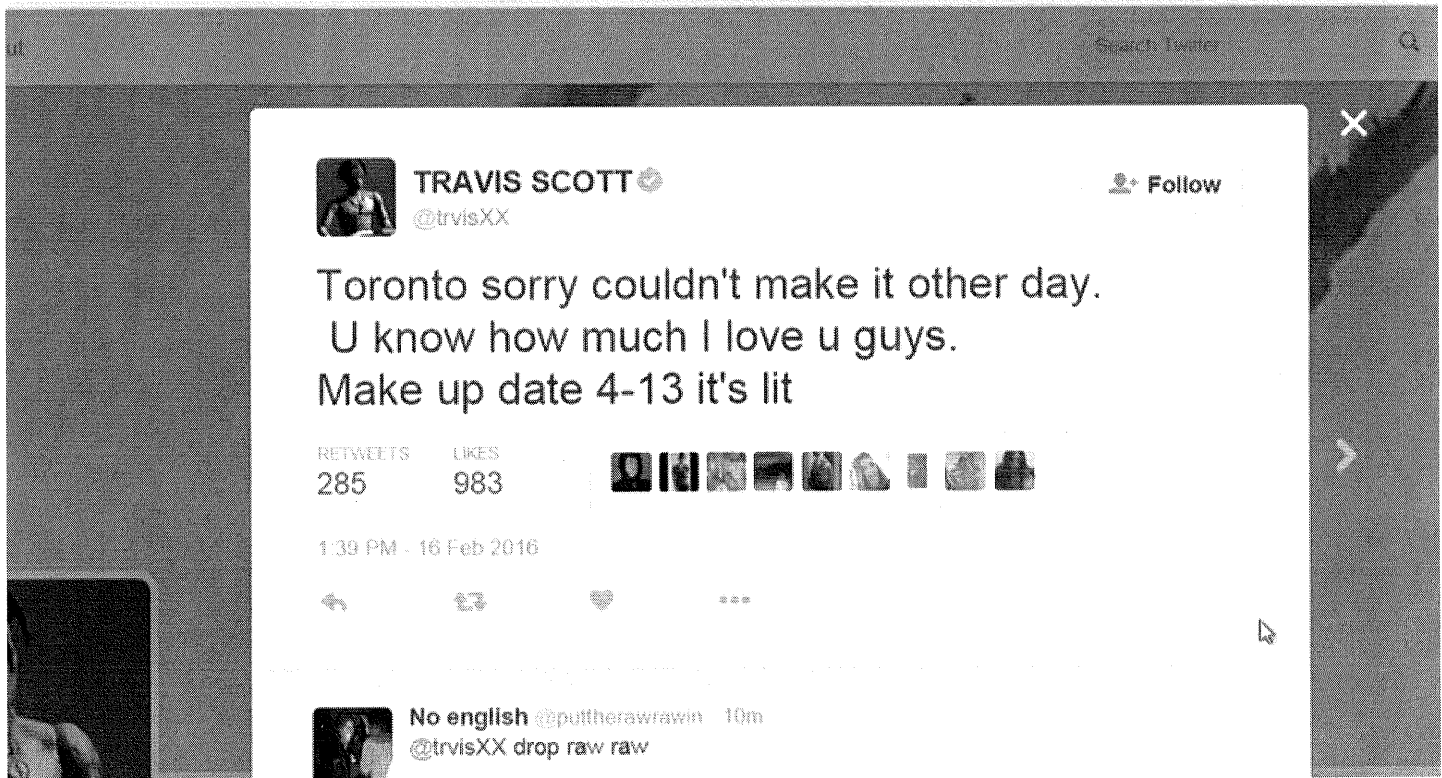 ut
Search Twitter
TRAVIS SCOTT
@trvisXX
Follow
Toronto sorry couldn't make it other day.
U know how much I love u guys.
Make up date 4-13 it's lit
RETWEETS LIKES
285 983
1:39 PM - 16 Feb 2016
No english @puttherawrawin 10m
@trvisXX drop raw raw